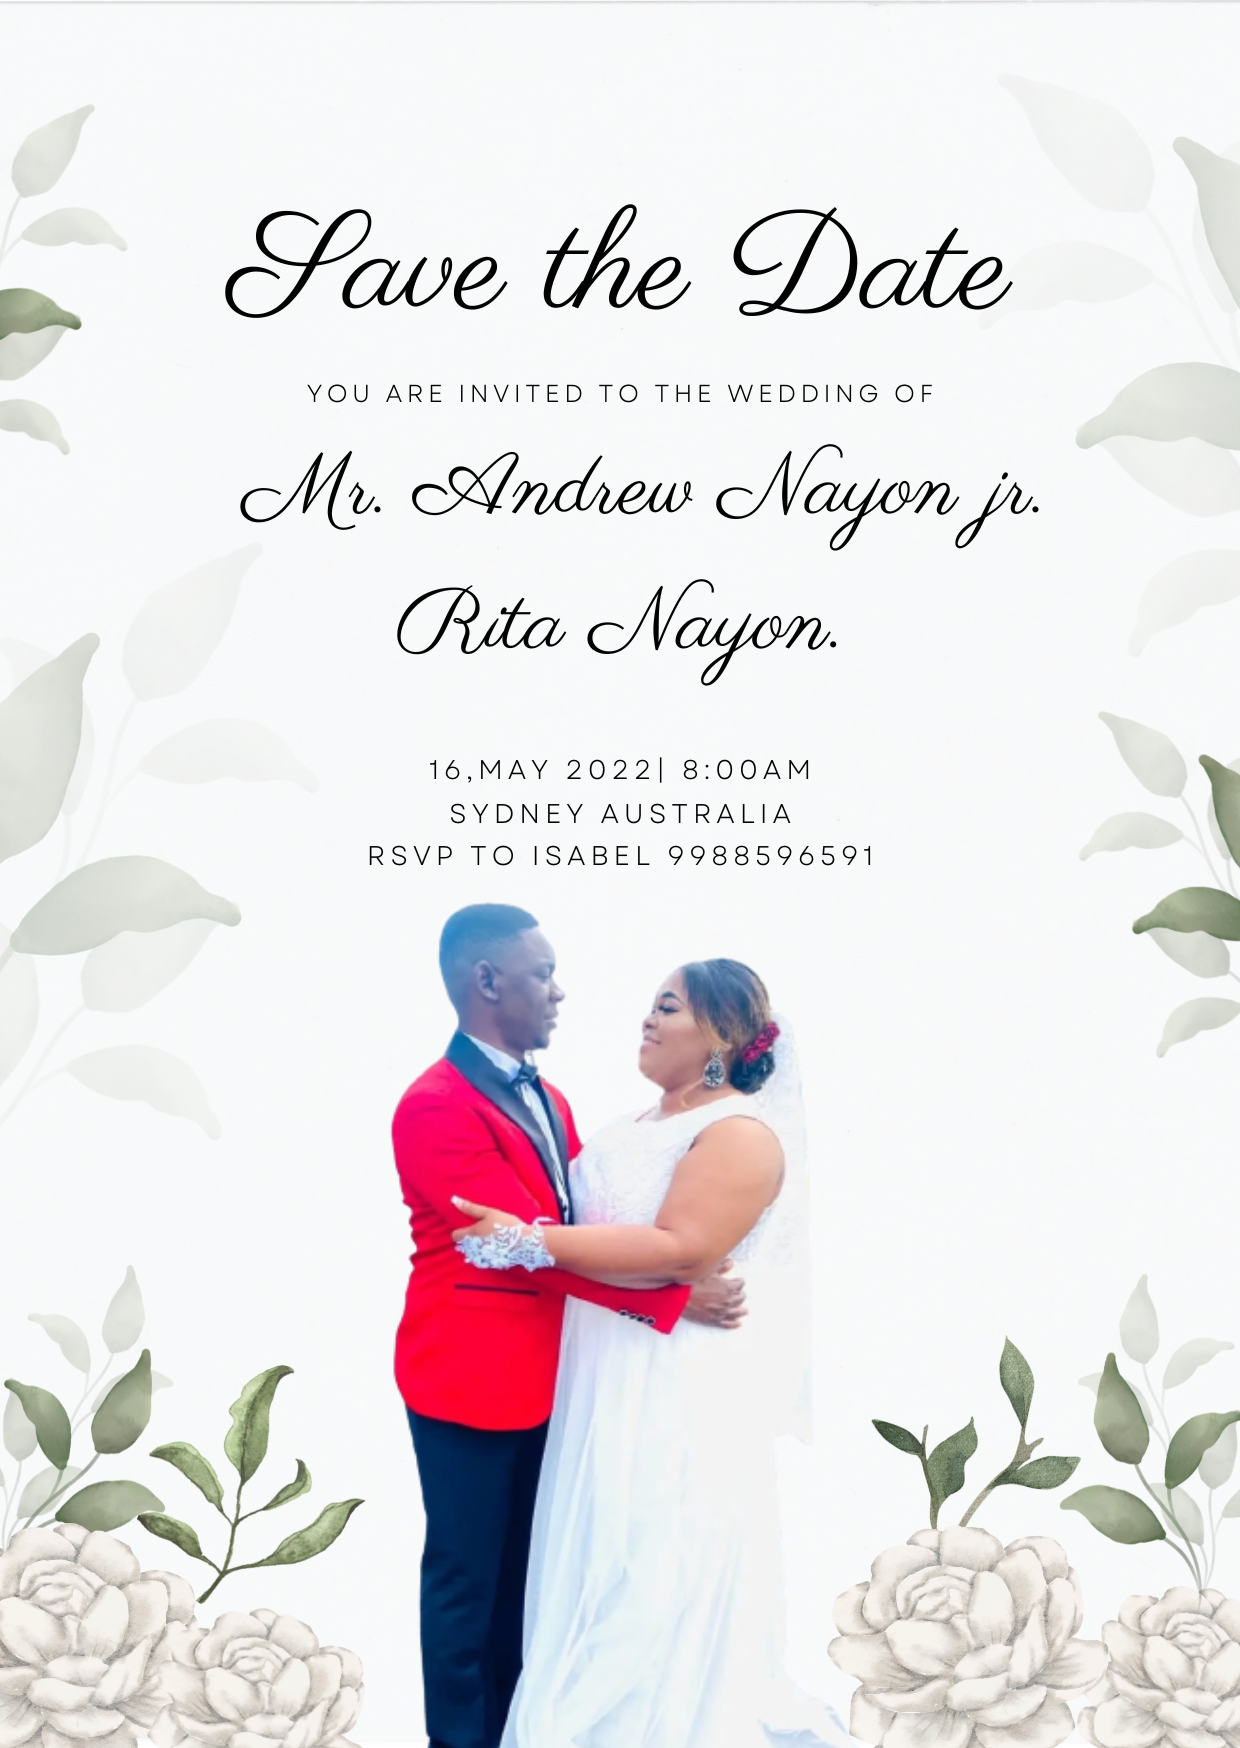 Save the Date
YOU ARE INVITED TO THE WEDDING OF
Mr. Andrew Nayon jr.
Rita Nayon.
16,MAY 2022| 8:00AM
SYDNEY AUSTRALIA
RSVP TO ISABEL 9988596591